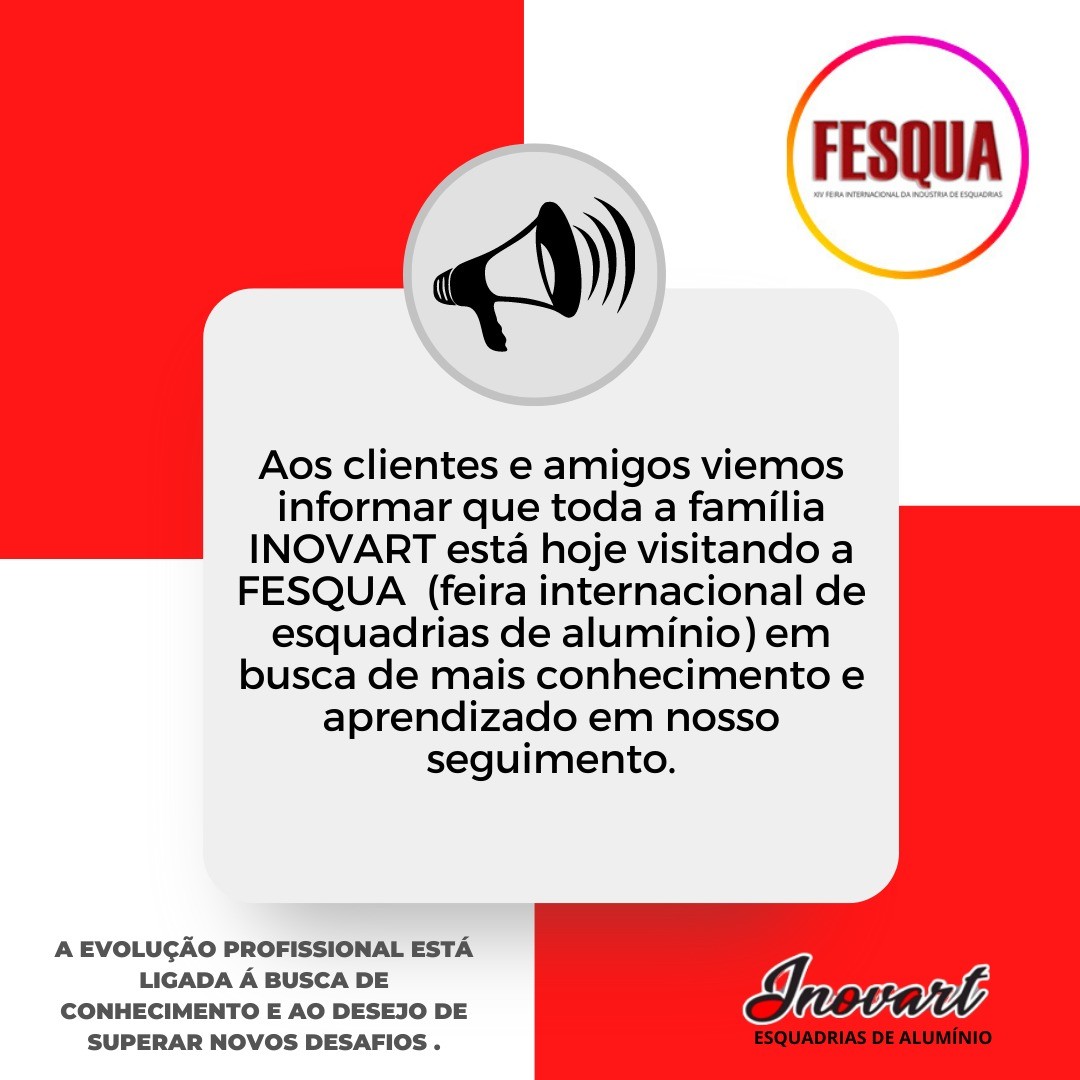 FESQUA
XIV FEIRA INTERNACIONAL DA INDÚSTRIA DE ESQUADRIAS
Aos clientes e amigos viemos
informar que toda a família
INOVART está hoje visitando a
FESQUA (feira internacional de
esquadrias de alumínio) em
busca de mais conhecimento e
aprendizado em nosso
seguimento.
A EVOLUÇÃO PROFISSIONAL ESTÁ
LIGADA Á BUSCA DE
CONHECIMENTO E AO DESEJO DE
SUPERAR NOVOS DESAFIOS .
Inovart
ESQUADRIAS DE ALUMÍNIO